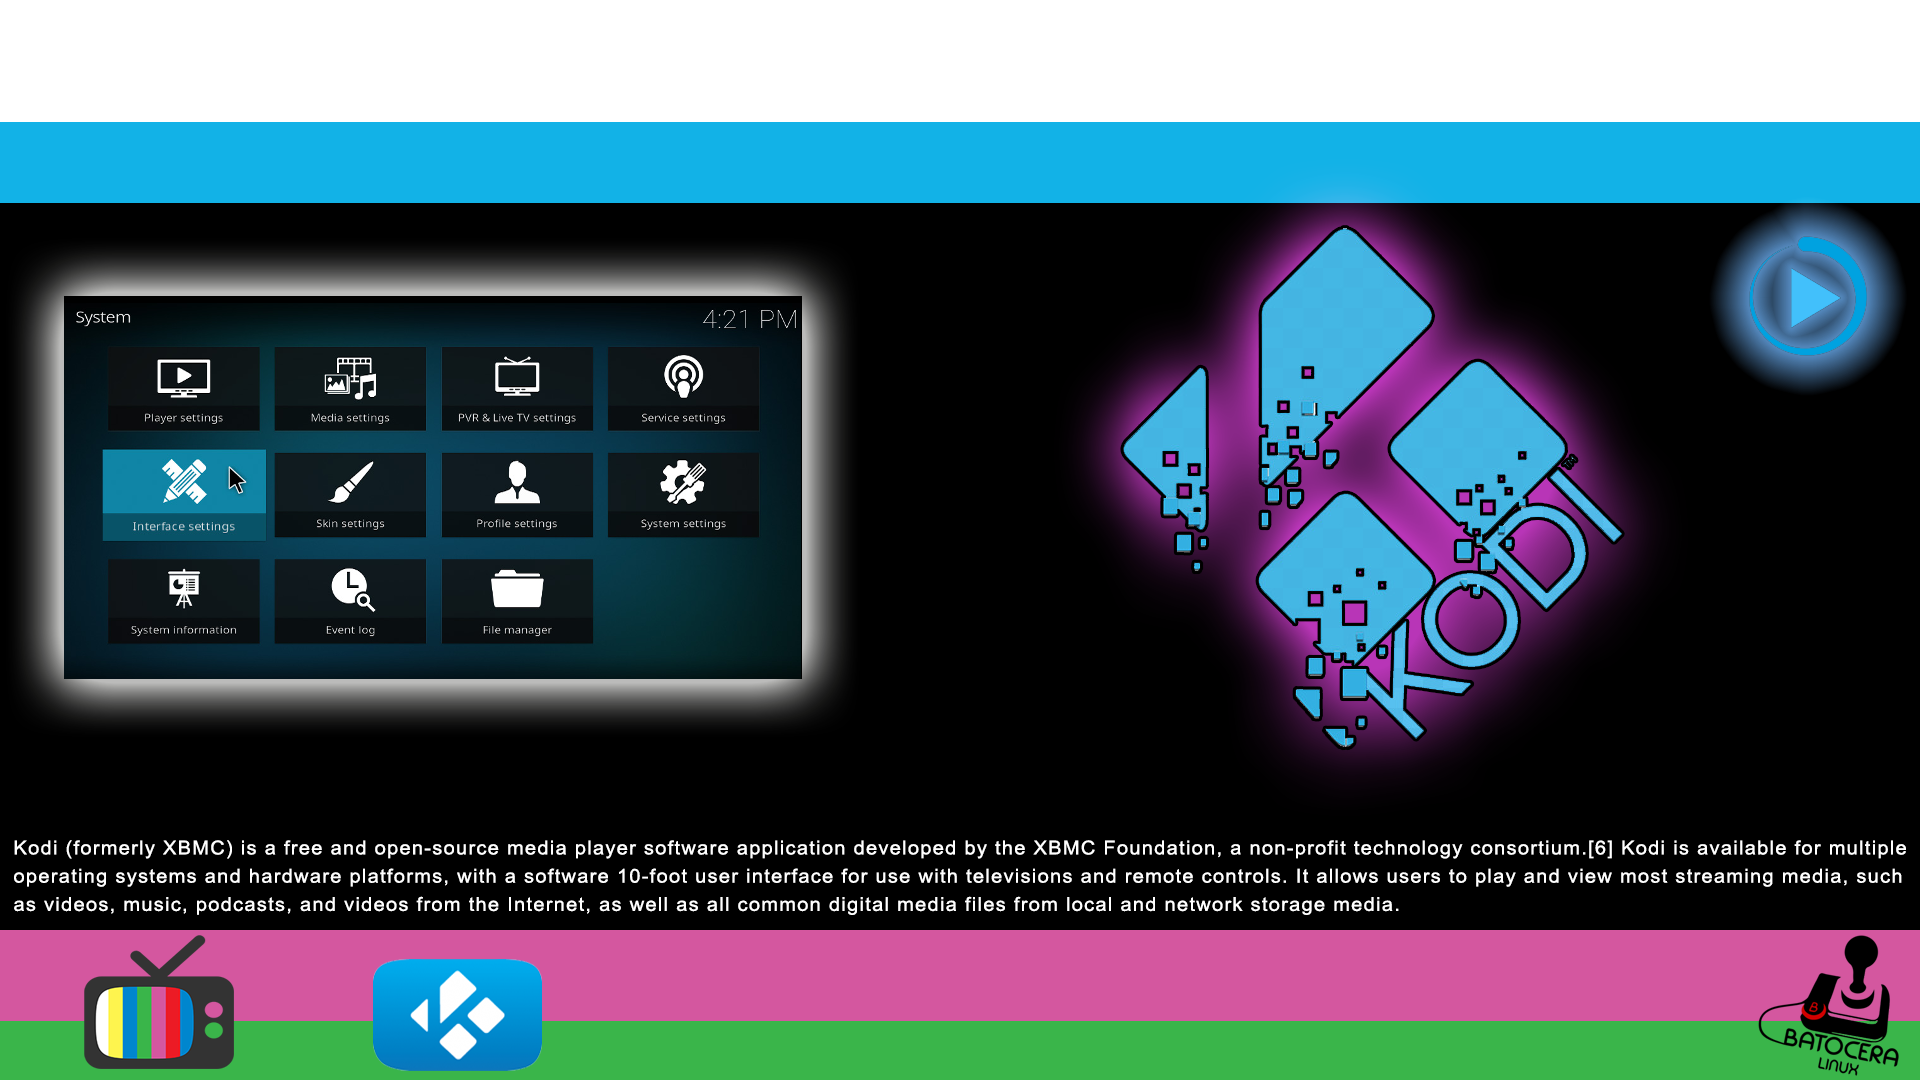 System
4:21 PM
Player settings
Media settings
PVR & Live TV settings
Service settings
Interface settings
Skin settings
Profile settings
System settings
System information
Event log
File manager
KODI
Kodi (formerly XBMC) is a free and open-source media player software application developed by the XBMC Foundation, a non-profit technology consortium.[6] Kodi is available for multiple
operating systems and hardware platforms, with a software 10-foot user interface for use with televisions and remote controls. It allows users to play and view most streaming media, such
as videos, music, podcasts, and videos from the Internet, as well as all common digital media files from local and network storage media.
B
BATOCERA
LINUX